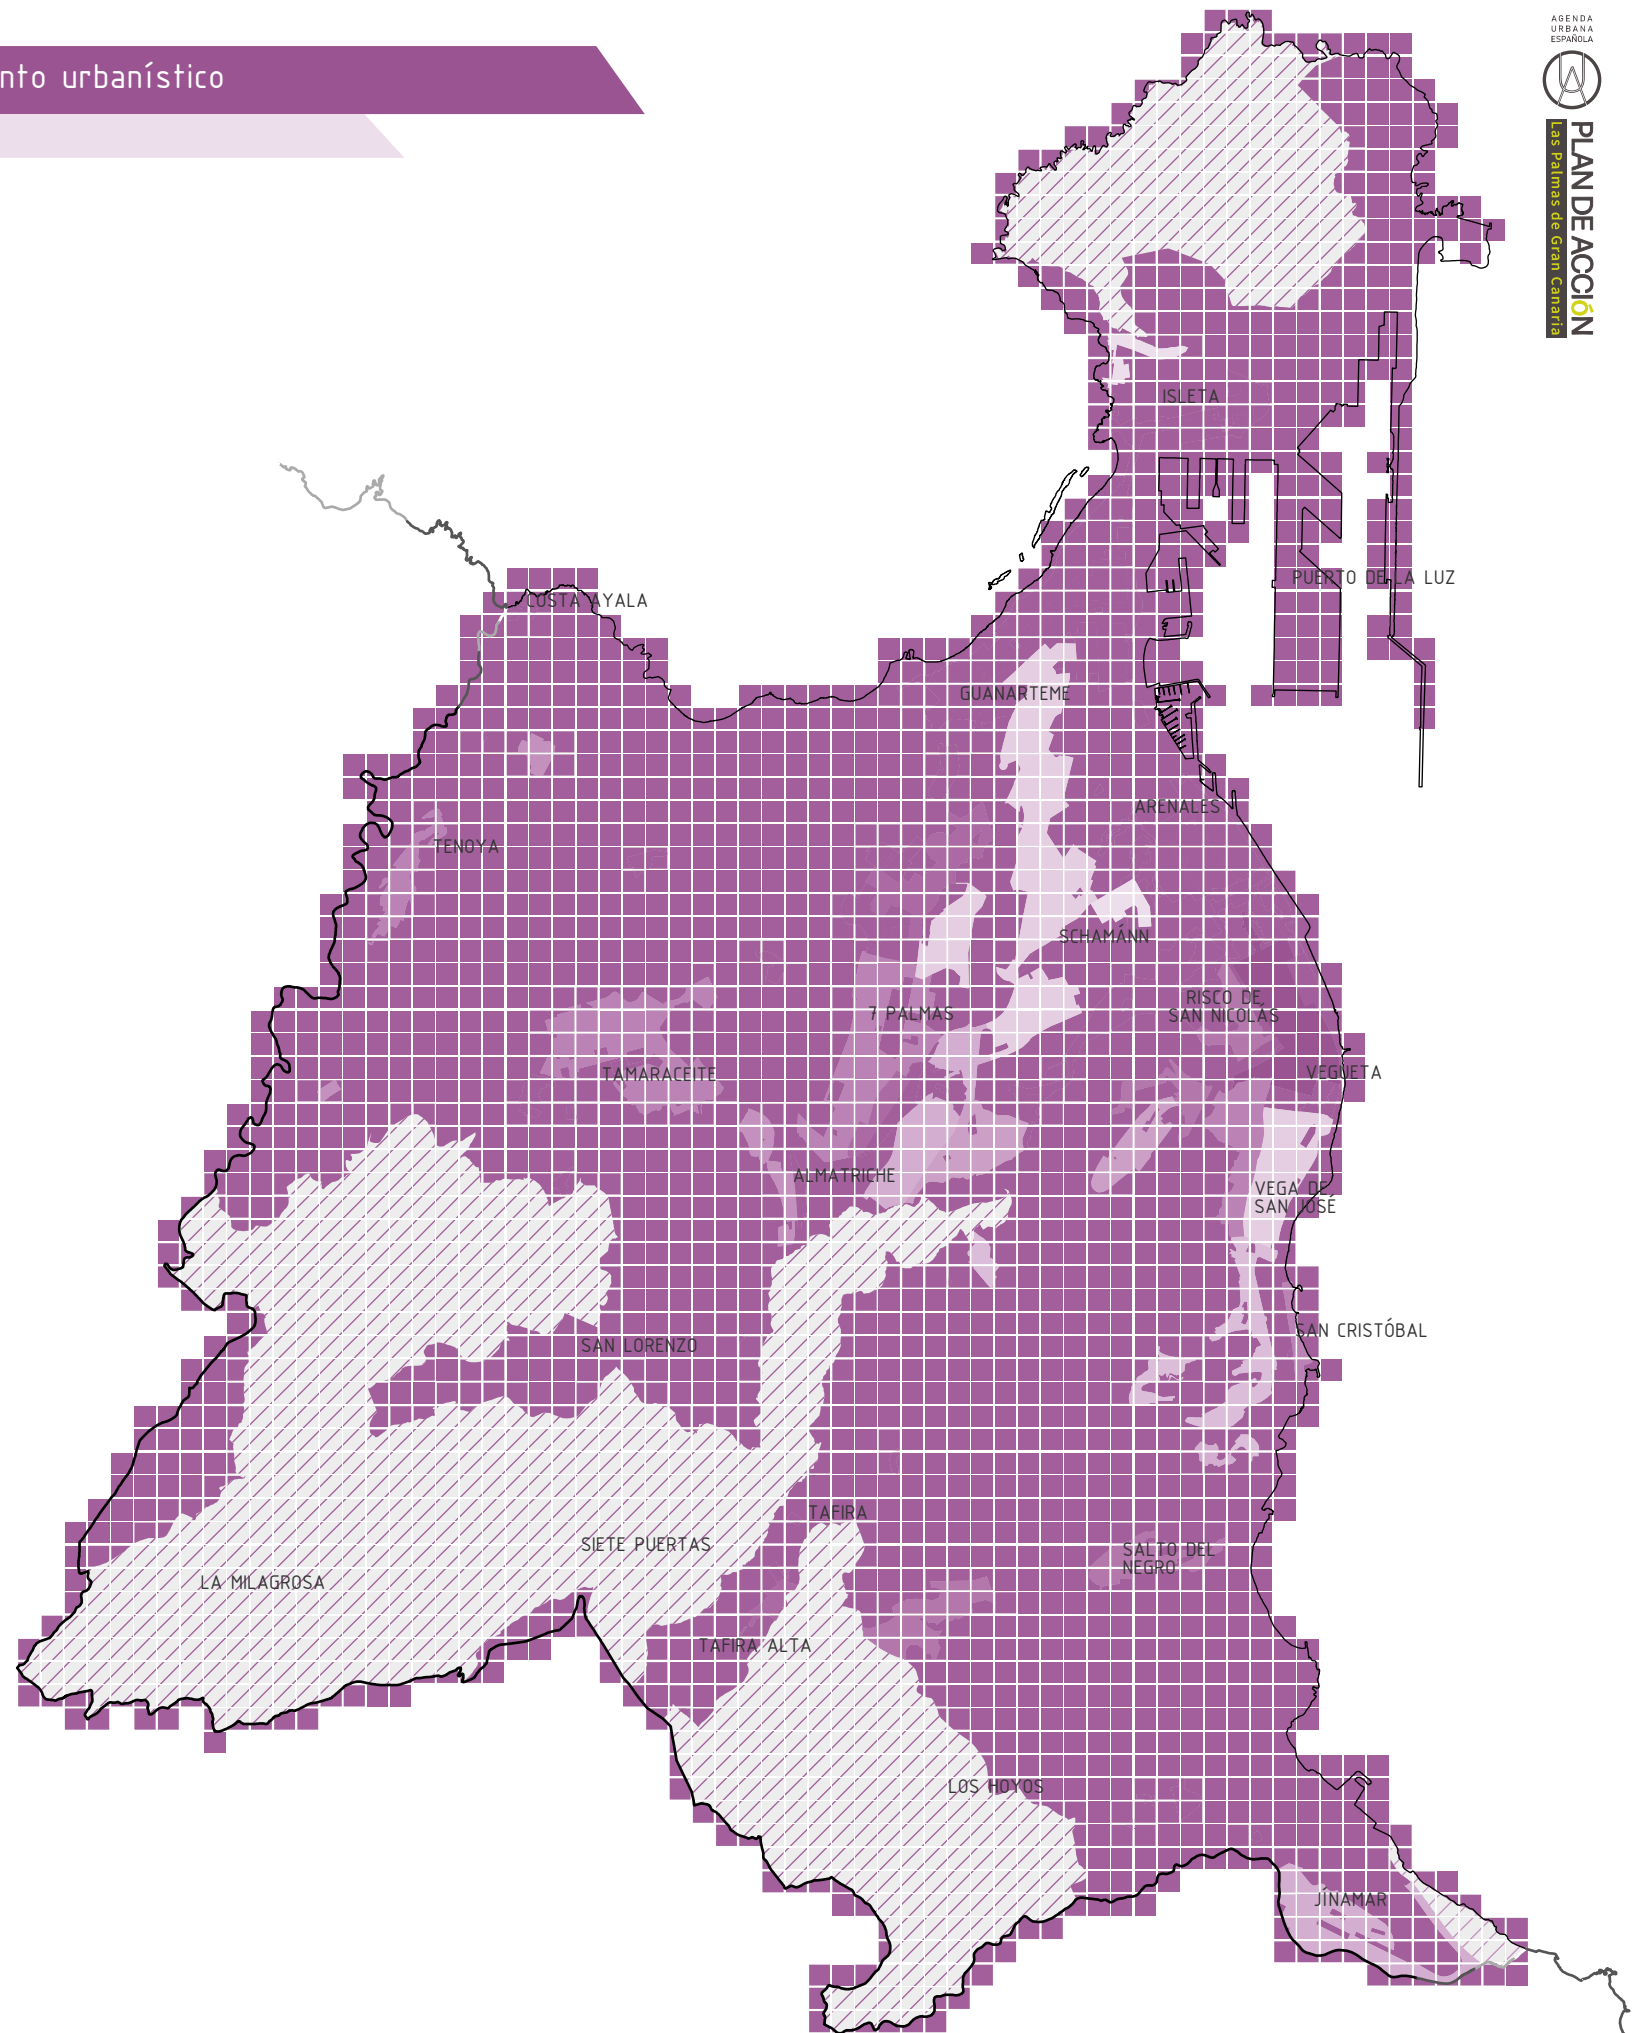 nto urbanístico
AGENDA
URBANA
ESPAÑOLA
PLAN DE ACCIÓN
Las Palmas de Gran Canaria
ISLETA
PUERTO DE LA LUZ
COSTA AYALA
GUANARTEME
ARENALES
TENOYA
SCHAMÁNN
RISCO DE
SAN NICOLÁS
7 PALMAS
VEGUETA
TAMARACEITE
ALMATRICHE
VEGA DE
SAN JOSÉ
SAN CRISTÓBAL
SAN LORENZO
TAFIRA
SIETE PUERTAS
SALTO DEL
NEGRO
LA MILAGROSA
TAFIRA ALTA
LOS HOYOS
JÍNAMAR